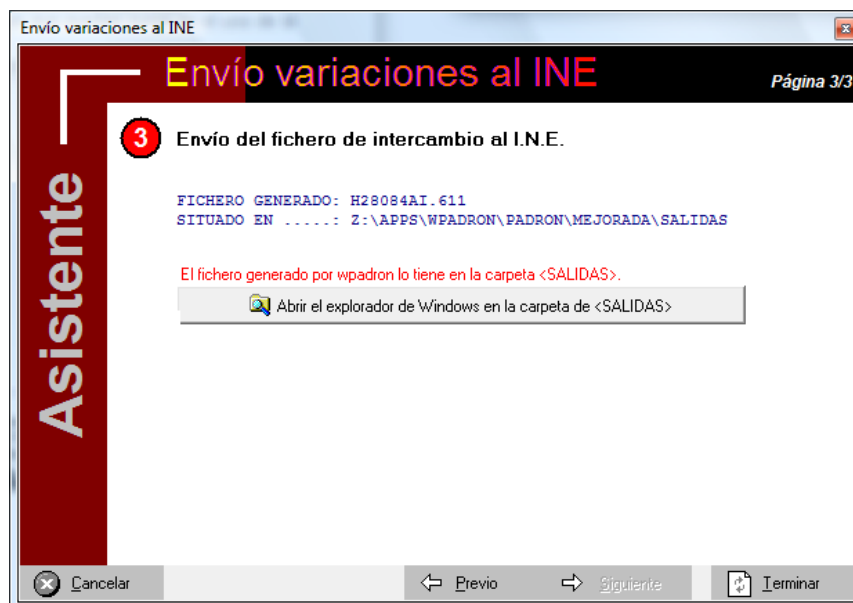 Envío variaciones al INE
Envío variaciones al INE
Página 3/3
Asistente
3 Envío del fichero de intercambio al I.N.E.
FICHERO GENERADO: H28084AI.611
SITUADO EN .....: Z:\APPS\WPADRON\PADRON\MEJORADA\SALIDAS
El fichero generado por wpadron lo tiene en la carpeta <SALIDAS>.
Abrir el explorador de Windows en la carpeta de <SALIDAS>
Cancelar
Previo
Siguiente
Terminar